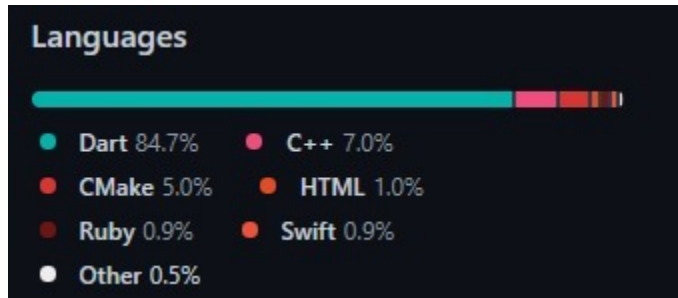 Languages
Dart 84.7% C++ 7.0%
CMake 5.0% HTML 1.0%
Ruby 0.9% Swift 0.9%
Other 0.5%